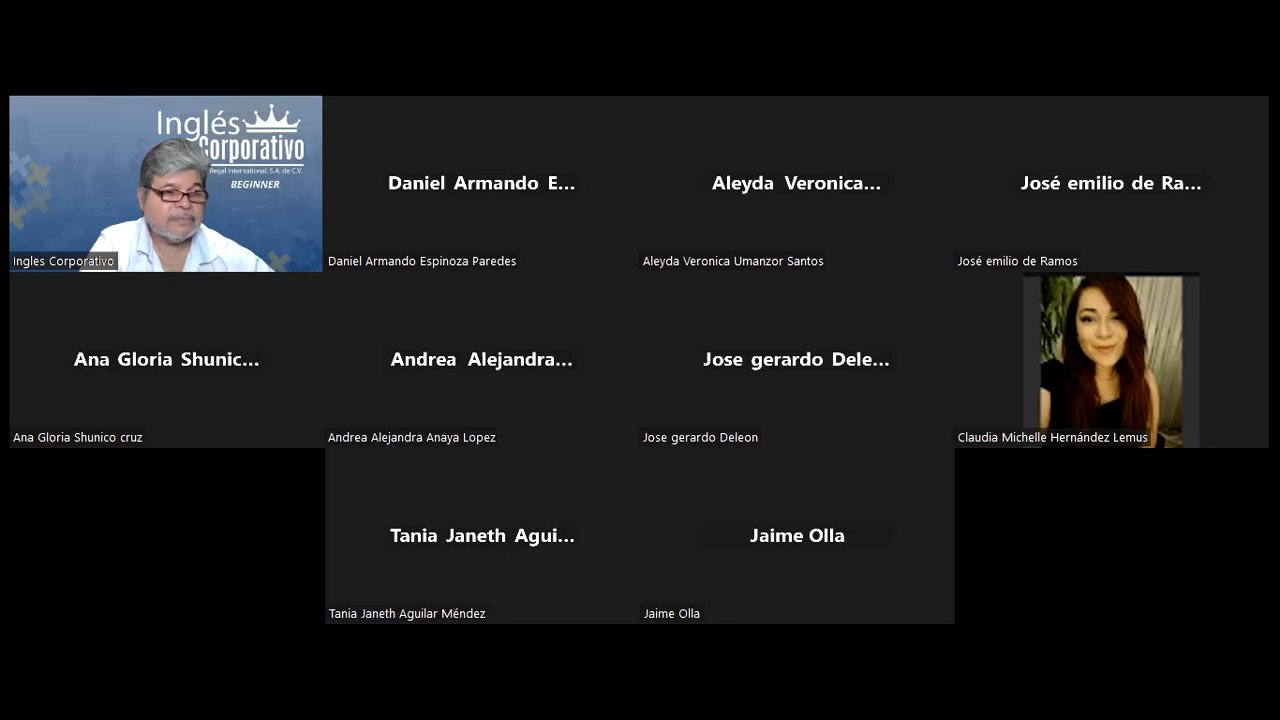 Inglés
Corporativo
Regal International, S.A. de C.V.
BEGINNER
Ingles Corporativo
Daniel Armando E...
Daniel Armando Espinoza Paredes
Aleyda Veronica...
Aleyda Veronica Umanzor Santos
José emilio de Ra...
José emilio de Ramos
Ana Gloria Shunic...
Ana Gloria Shunico cruz
Andrea Alejandra...
Andrea Alejandra Anaya Lopez
Jose gerardo Dele...
Jose gerardo Deleon
Claudia Michelle Hernández Lemus
Tania Janeth Agui...
Tania Janeth Aguilar Méndez
Jaime Olla
Jaime Olla